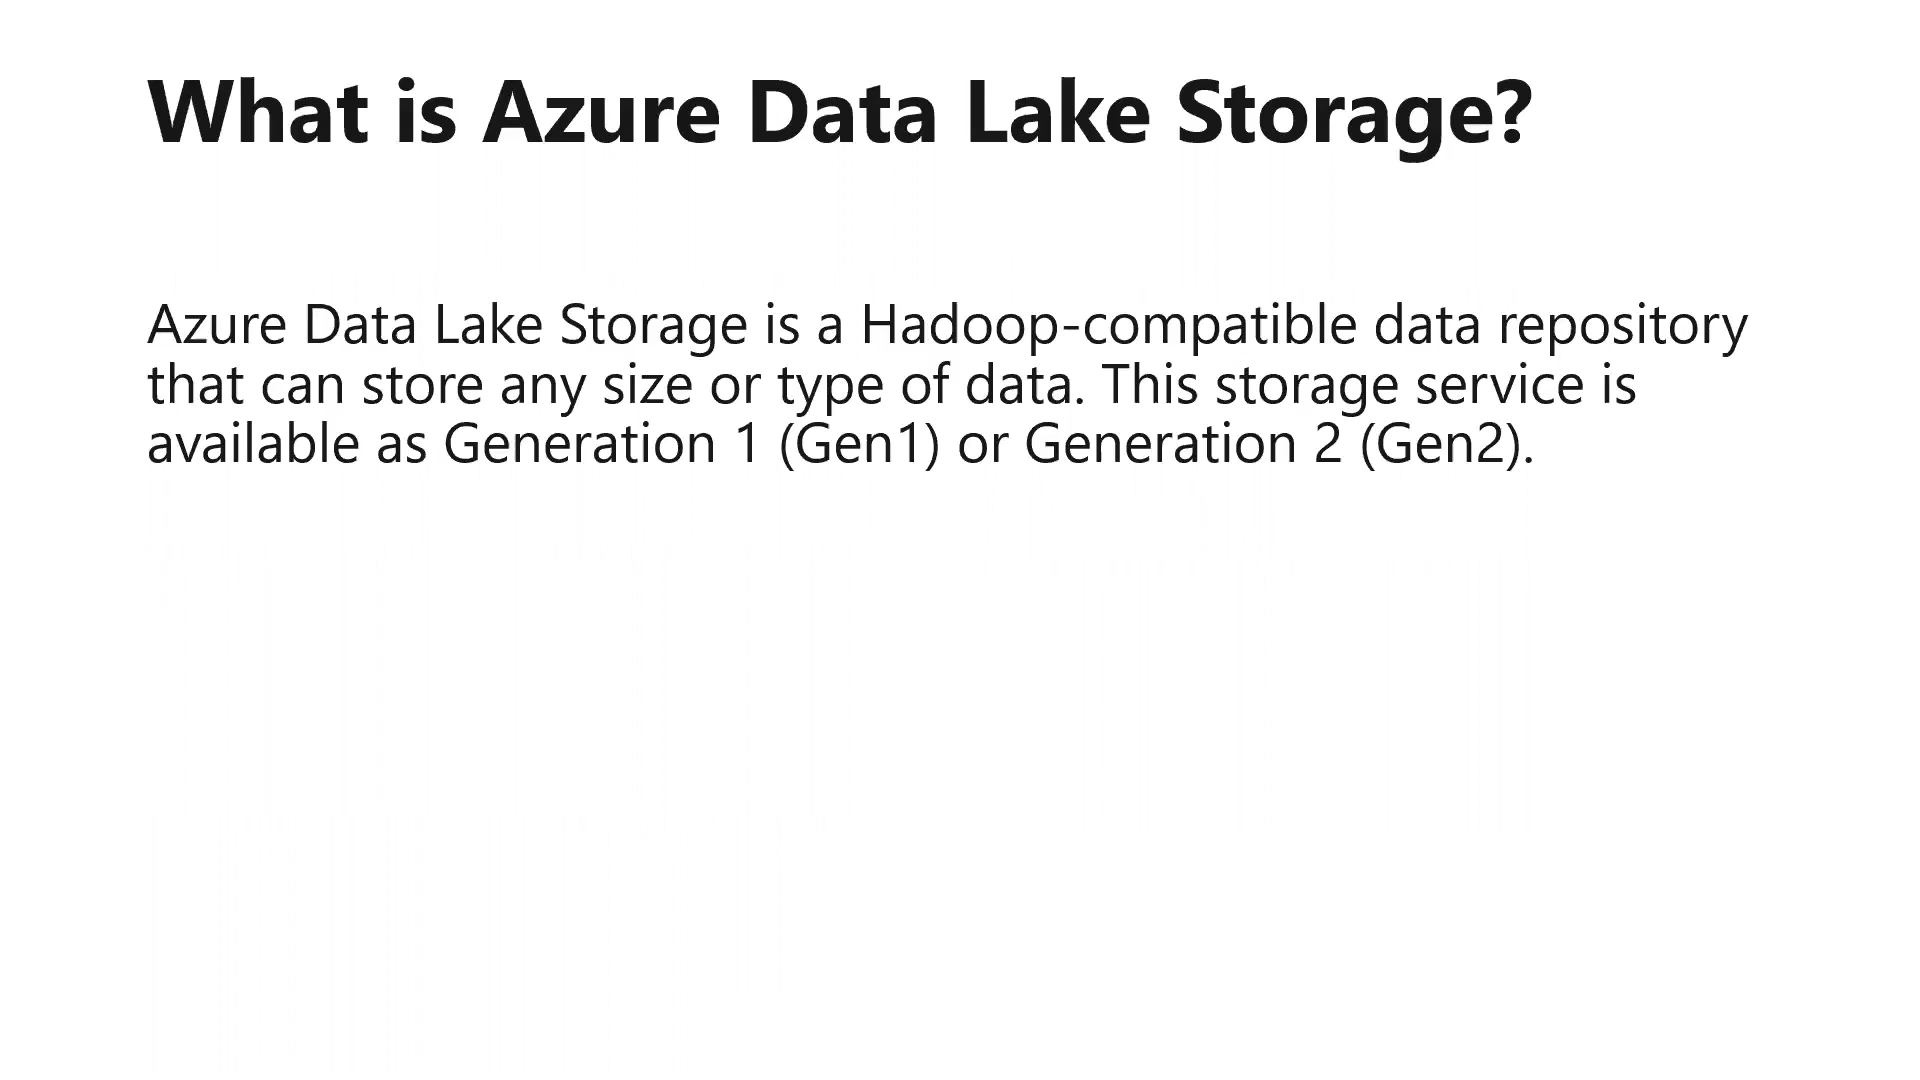 What is Azure Data Lake Storage?
Azure Data Lake Storage is a Hadoop-compatible data repository
that can store any size or type of data. This storage service is
available as Generation 1 (Gen1) or Generation 2 (Gen2).